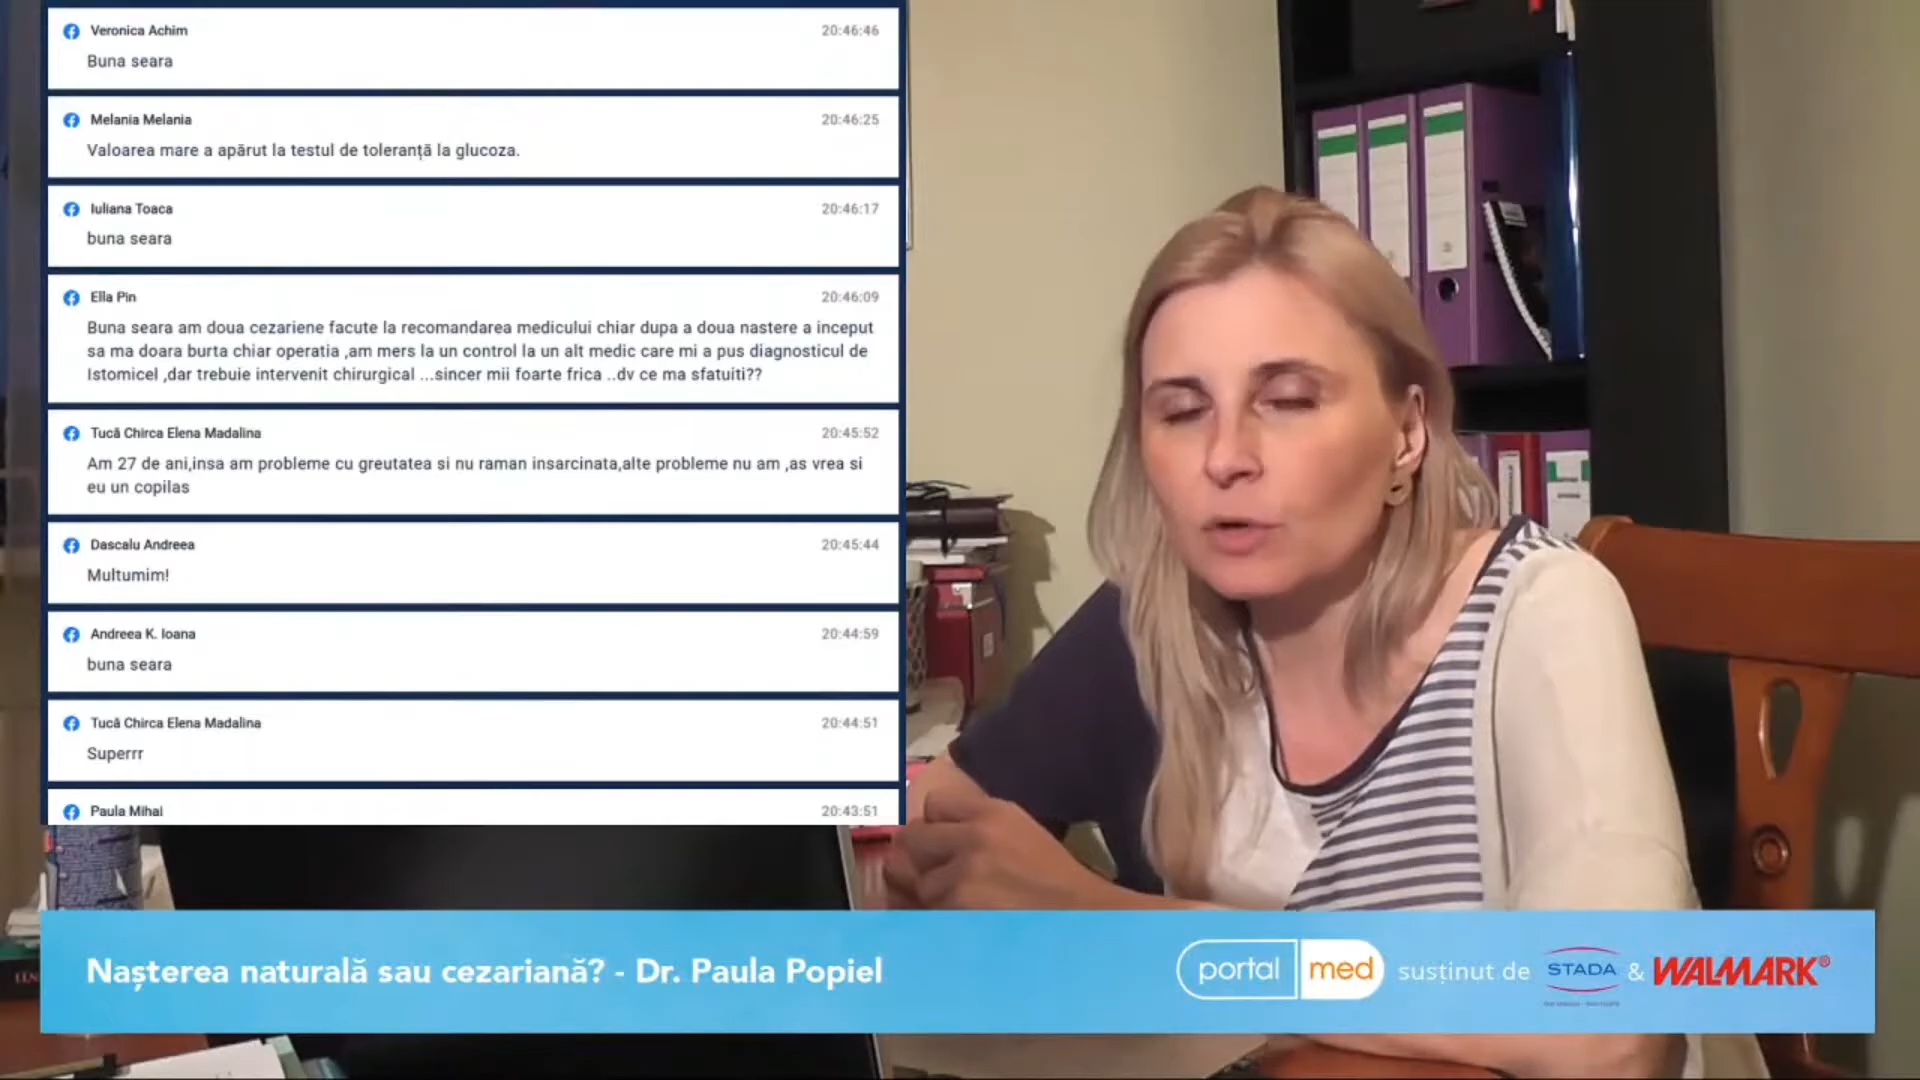 Veronica Achim 20:46:46
Buna seara
Melania Melania 20:46:25
Valoarea mare a apărut la testul de toleranță la glucoza.
Iuliana Toaca 20:46:17
buna seara
Ella Pin 20:46:09
Buna seara am doua cezariene facute la recomandarea medicului chiar dupa a doua nastere a inceput
sa ma doara burta chiar operatia ,am mers la un control la un alt medic care mi a pus diagnosticul de
Istomicel ,dar trebuie intervenit chirurgical ...sincer mii foarte frica ..dv ce ma sfatuiti??
Tucă Chirca Elena Madalina 20:45:52
Am 27 de ani,insa am probleme cu greutatea si nu raman insarcinata,alte probleme nu am ,as vrea si
eu un copilas
Dascalu Andreea 20:45:44
Multumim!
Andreea K. Ioana 20:44:59
buna seara
Tucă Chirca Elena Madalina 20:44:51
Superrr
Paula Mihai 20:43:51
Nașterea naturală sau cezariană? - Dr. Paula Popiel
portal med susținut de STADA & WALMARK®